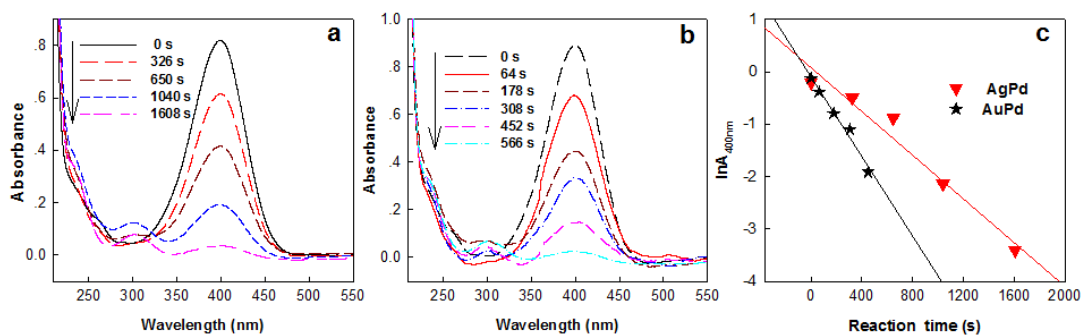 a
Absorbance
.8
.6
.4
.2
0.0
0 s
326 s
650 s
1040 s
1608 s
250 300 350 400 450 500 550
Wavelength (nm)
b
Absorbance
1.0
.8
.6
.4
.2
0.0
0 s
64 s
178 s
308 s
452 s
566 s
250 300 350 400 450 500 550
Wavelength (nm)
c
lnA400nm
1
0
-1
-2
-3
-4
AgPd
AuPd
0 400 800 1200 1600 2000
Reaction time (s)